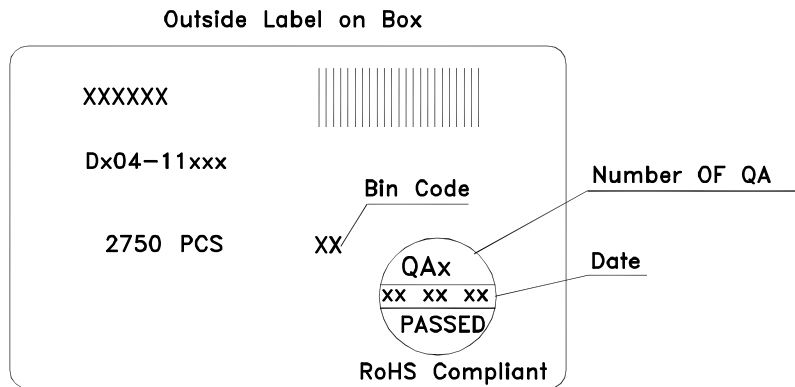 Outside Label on Box
XXXXXX
Dx04-11xxx
Bin Code
Number OF QA
2750 PCS
XX
QAx
Date
xx xx xx
PASSED
RoHS Compliant